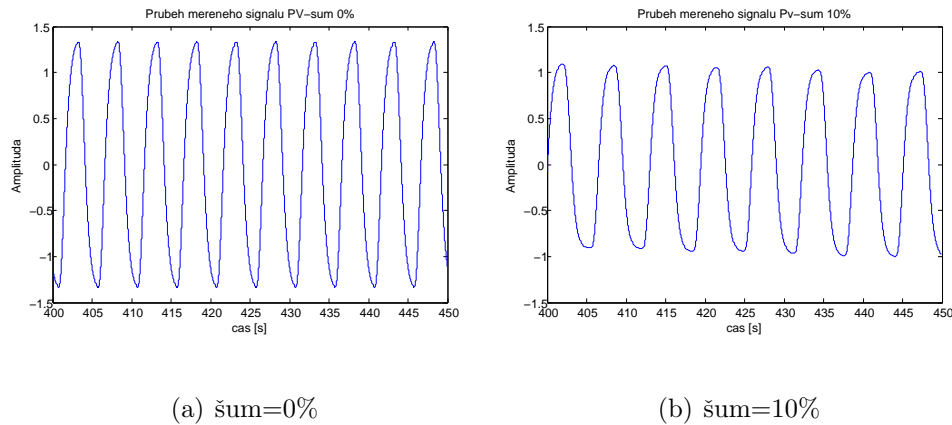 Prubeh mereneho signalu PV−sum 0%
1.5
1
0.5
0
−0.5
−1
−1.5
Amplituda
400 405 410 415 420 425 430 435 440 445 450
cas [s]
(a) šum=0%
Prubeh mereneho signalu Pv−sum 10%
1.5
1
0.5
0
−0.5
−1
−1.5
Amplituda
400 405 410 415 420 425 430 435 440 445 450
cas [s]
(b) šum=10%